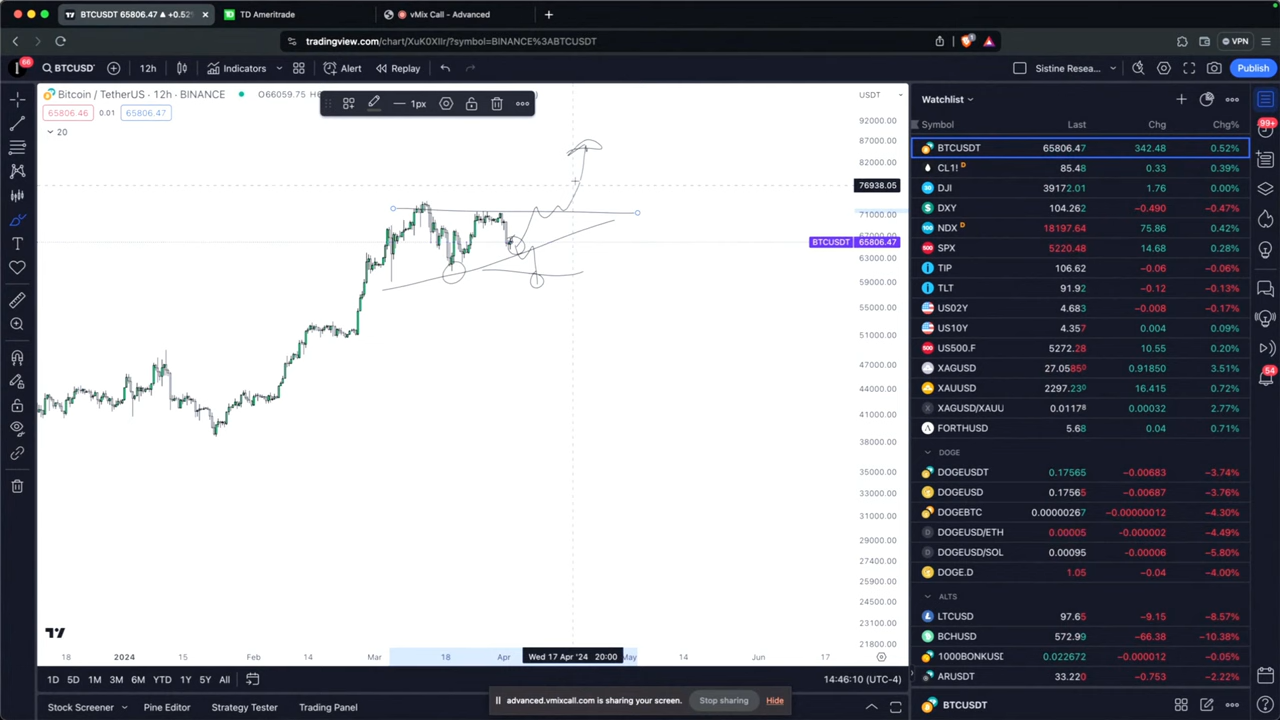 BTCUSDT 65806.47 ▲ +0.52%
TD Ameritrade
vMix Call - Advanced
tradingview.com/chart/XuK0XIlr/?symbol=BINANCE%3ABTCUSDT
VPN
66
BTCUSD
12h
Indicators
Alert
Replay
Sistine Resea...
Publish
Bitcoin / TetherUS · 12h · BINANCE
O66059.75
1px
USDT
65806.46 0.01 65806.47
20
92000.00
87000.00
82000.00
76938.05
71000.00
67000.00
BTCUSDT 65806.47
63000.00
59000.00
55000.00
51000.00
47000.00
44000.00
41000.00
38000.00
35000.00
33000.00
31000.00
29000.00
27400.00
25900.00
24500.00
23100.00
21800.00
18 2024 15 Feb 14 Mar 18 Apr Wed 17 Apr '24 20:00 May 14 Jun 17
1D 5D 1M 3M 6M YTD 1Y 5Y All
14:46:10 (UTC-4)
Stock Screener
Pine Editor
Strategy Tester
Trading Panel
advanced.vmixcall.com is sharing your screen.
Stop sharing
Hide
Watchlist
Symbol Last Chg Chg%
BTCUSDT 65806.47 342.48 0.52%
CL1! D 85.48 0.33 0.39%
DJI 39172.01 1.76 0.00%
DXY 104.262 −0.490 −0.47%
NDX D 18197.64 75.86 0.42%
SPX 5220.48 14.68 0.28%
TIP 106.62 −0.06 −0.06%
TLT 91.92 −0.12 −0.13%
US02Y 4.683 −0.008 −0.17%
US10Y 4.357 0.004 0.09%
US500.F 5272.28 10.55 0.20%
XAGUSD 27.0585⁰ 0.91850 3.51%
XAUUSD 2297.23⁰ 16.415 0.72%
XAGUSD/XAU 0.0117⁸ 0.00032 2.77%
FORTHUSD 5.68 0.04 0.71%
DOGE
DOGEUSDT 0.17565 −0.00683 −3.74%
DOGEUSD 0.17565 −0.00687 −3.76%
DOGEBTC 0.00000267 −0.00000012 −4.30%
DOGEUSD/ETH 0.00005 −0.000002 −4.49%
DOGEUSD/SOL 0.00095 −0.00006 −5.80%
DOGE.D 1.05 −0.04 −4.00%
ALTS
LTCUSD 97.65 −9.15 −8.57%
BCHUSD 572.99 −66.38 −10.38%
1000BONKUSD 0.022672 −0.000012 −0.05%
ARUSDT 33.220 −0.753 −2.22%
BTCUSDT
99+
54